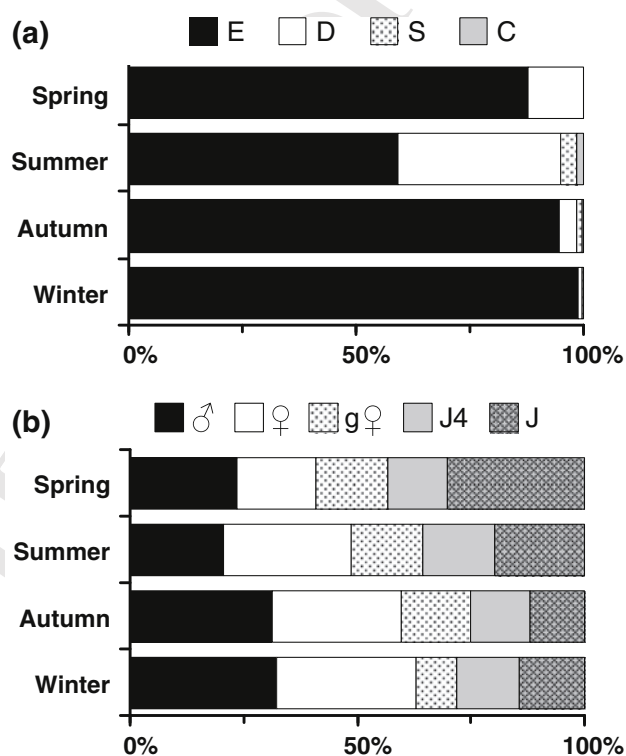 (a) E D S C
Spring
Summer
Autumn
Winter
0% 50% 100%
(b) ♂ ♀ g♀ J4 J
Spring
Summer
Autumn
Winter
0% 50% 100%